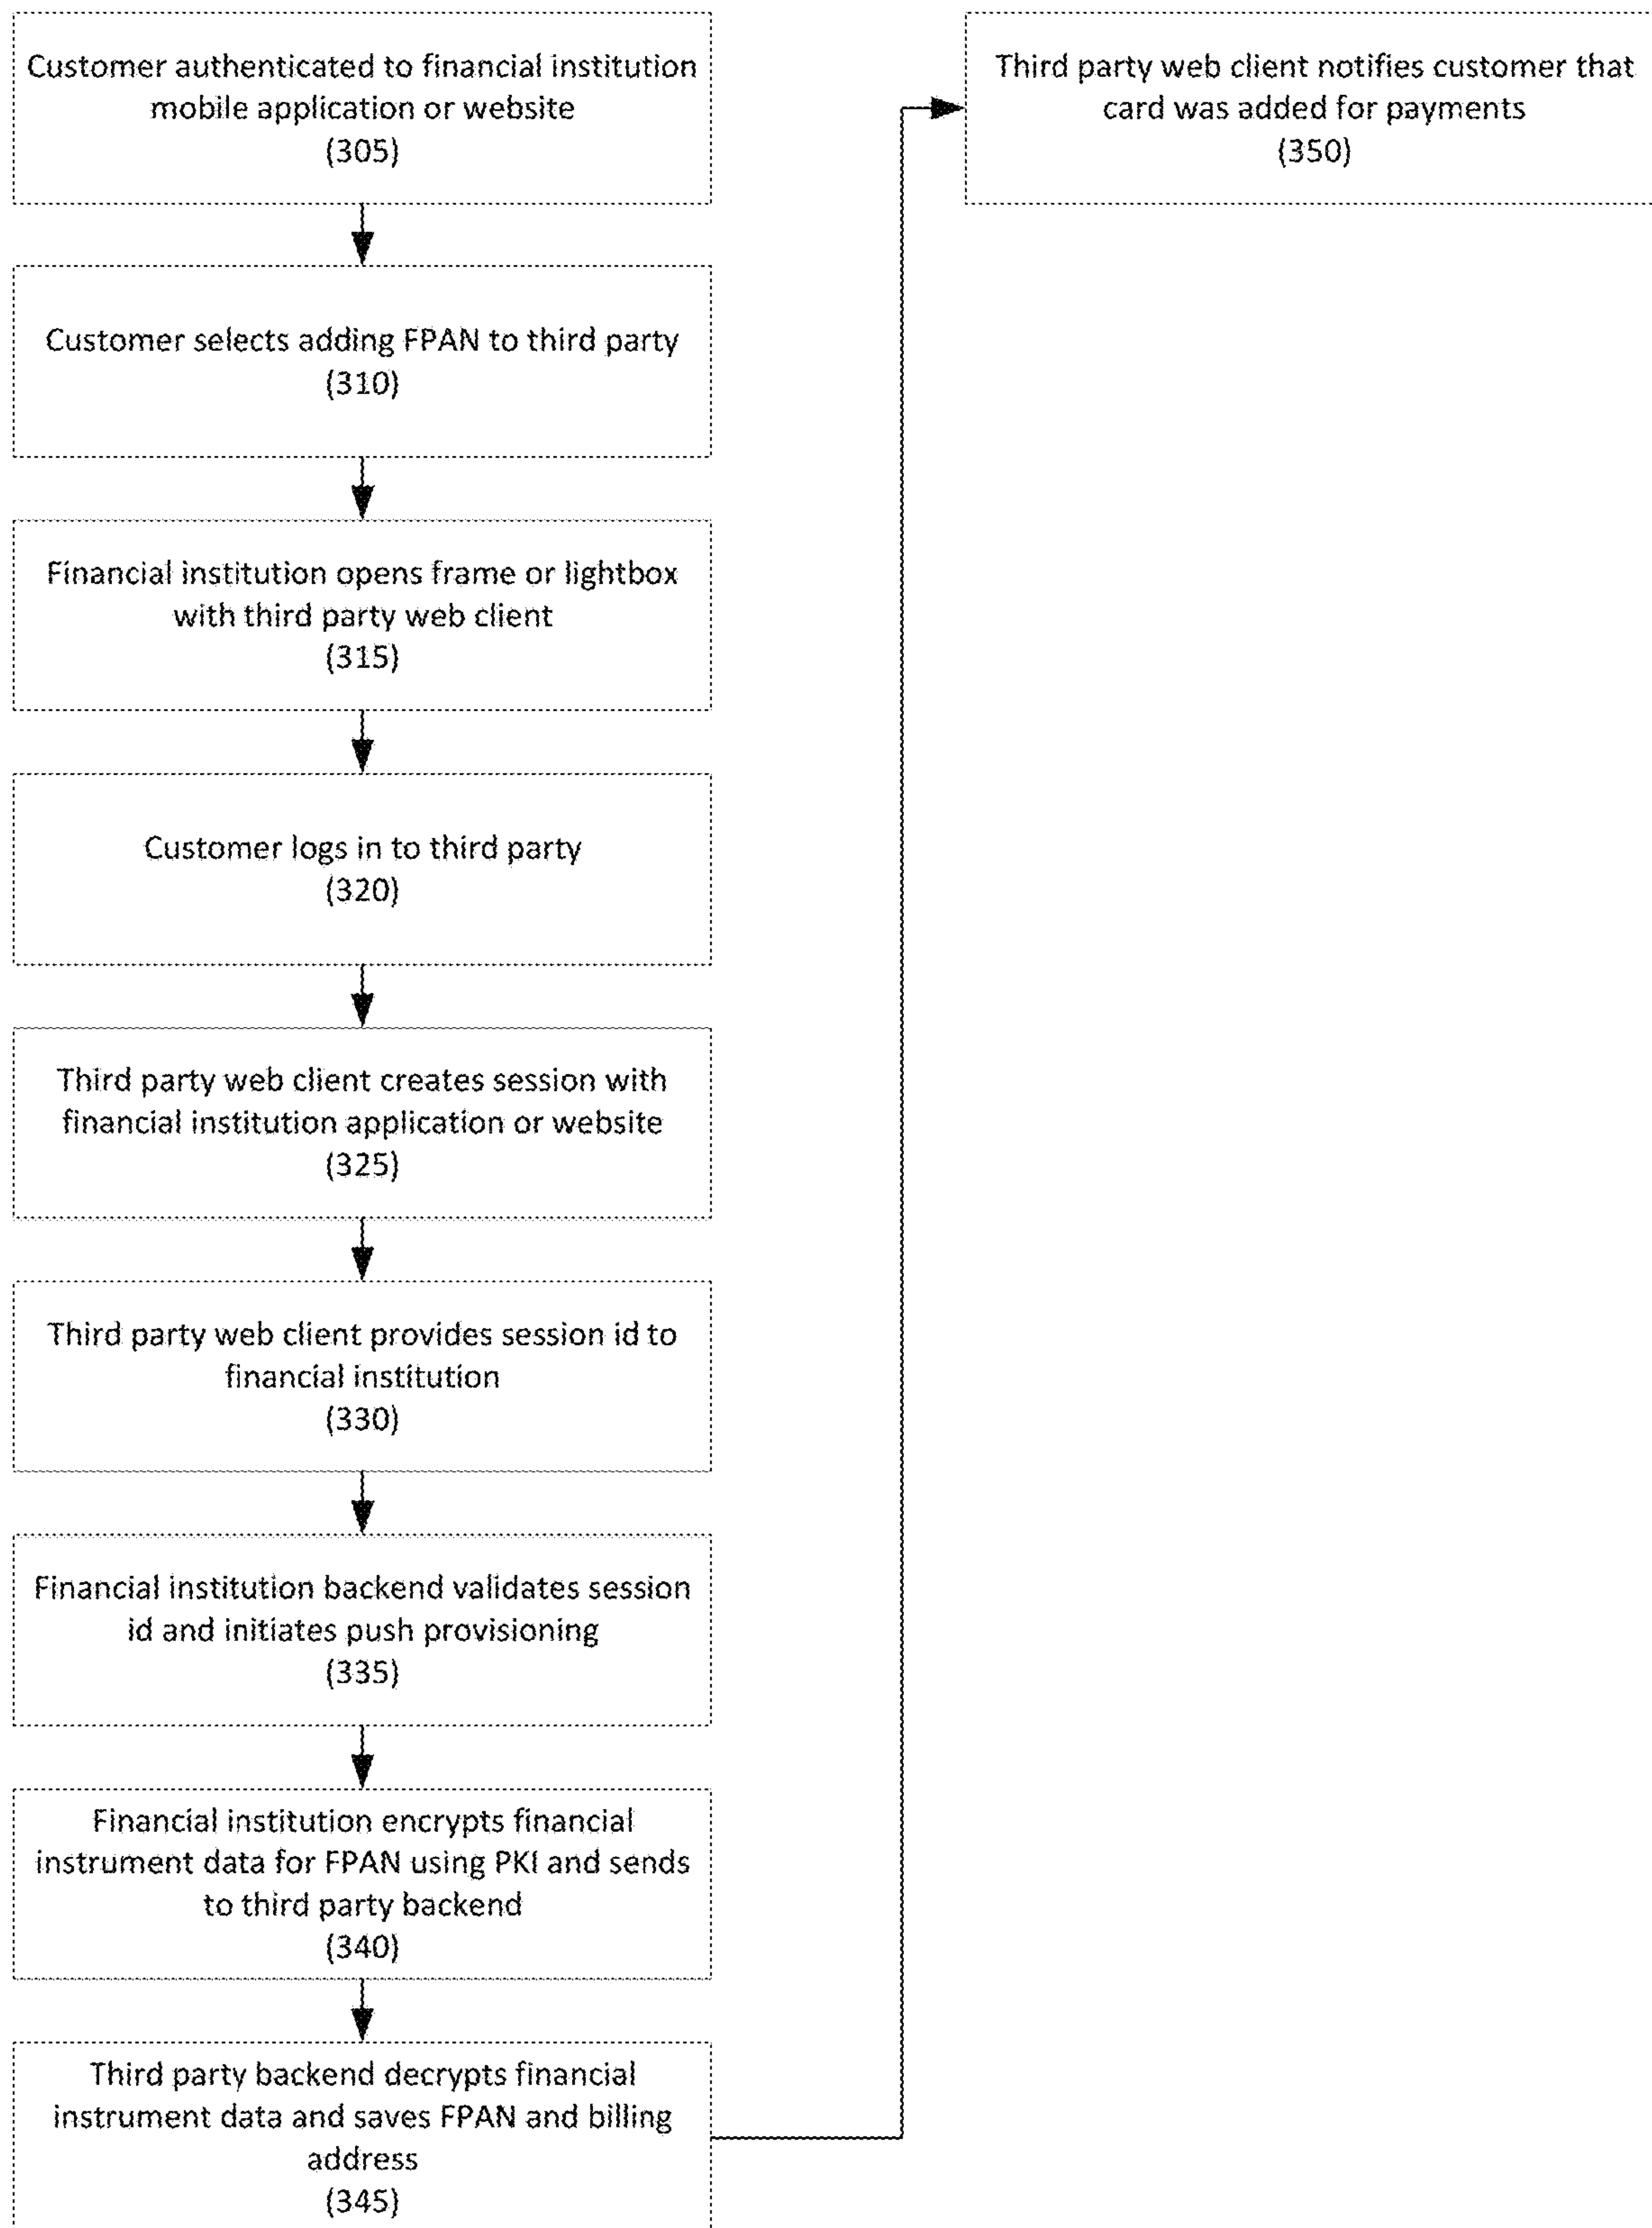 Customer authenticated to financial institution
mobile application or website
(305)
Customer selects adding FPAN to third party
(310)
Financial institution opens frame or lightbox
with third party web client
(315)
Customer logs in to third party
(320)
Third party web client creates session with
financial institution application or website
(325)
Third party web client provides session id to
financial institution
(330)
Financial institution backend validates session
id and initiates push provisioning
(335)
Financial institution encrypts financial
instrument data for FPAN using PKI and sends
to third party backend
(340)
Third party backend decrypts financial
instrument data and saves FPAN and billing
address
(345)
Third party web client notifies customer that
card was added for payments
(350)